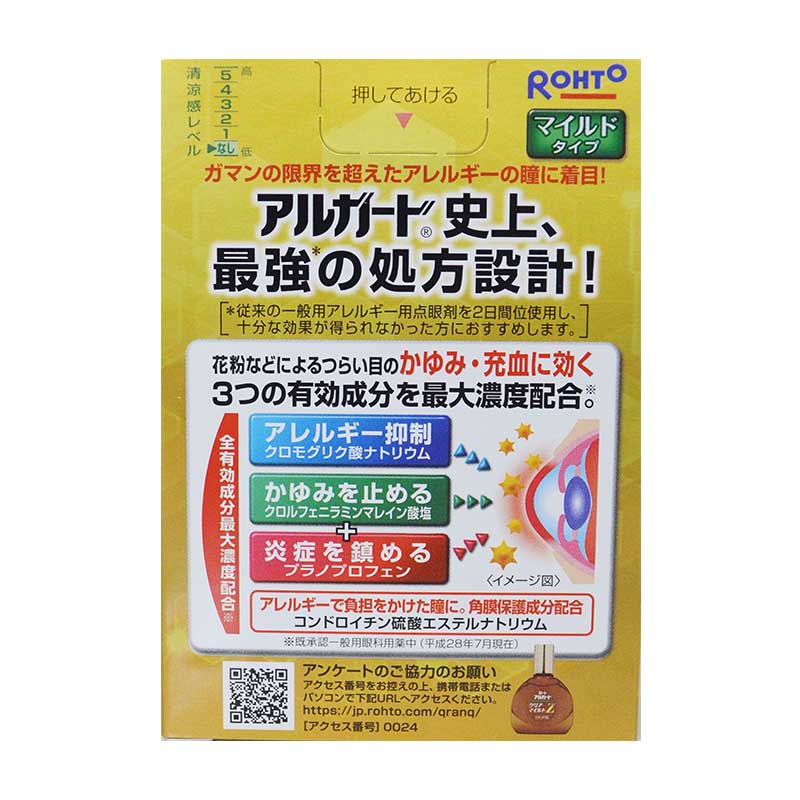 清涼感レベル
5 高
4
3
2
1
▶なし 低
押してあける
ROHTO
マイルド
タイプ
ガマンの限界を超えたアレルギーの瞳に着目!
アルガード® 史上、
最強*の処方設計!
*従来の一般用アレルギー用点眼剤を2日間位使用し、
十分な効果が得られなかった方におすすめします。
花粉などによるつらい目のかゆみ・充血に効く
3つの有効成分を最大濃度配合※。
全有効成分最大濃度配合※
アレルギー抑制
クロモグリク酸ナトリウム
かゆみを止める
クロルフェニラミンマレイン酸塩
+
炎症を鎮める
プラノプロフェン
〈イメージ図〉
アレルギーで負担をかけた瞳に。角膜保護成分配合
コンドロイチン硫酸エステルナトリウム
※既承認一般用眼科用薬中(平成28年7月現在)
アンケートのご協力のお願い
アクセス番号をお控えの上、携帯電話または
パソコンで下記URLへアクセスください。
https://jp.rohto.com/qranq/
[アクセス番号] 0024
アルガード
クリア
マイルドZ